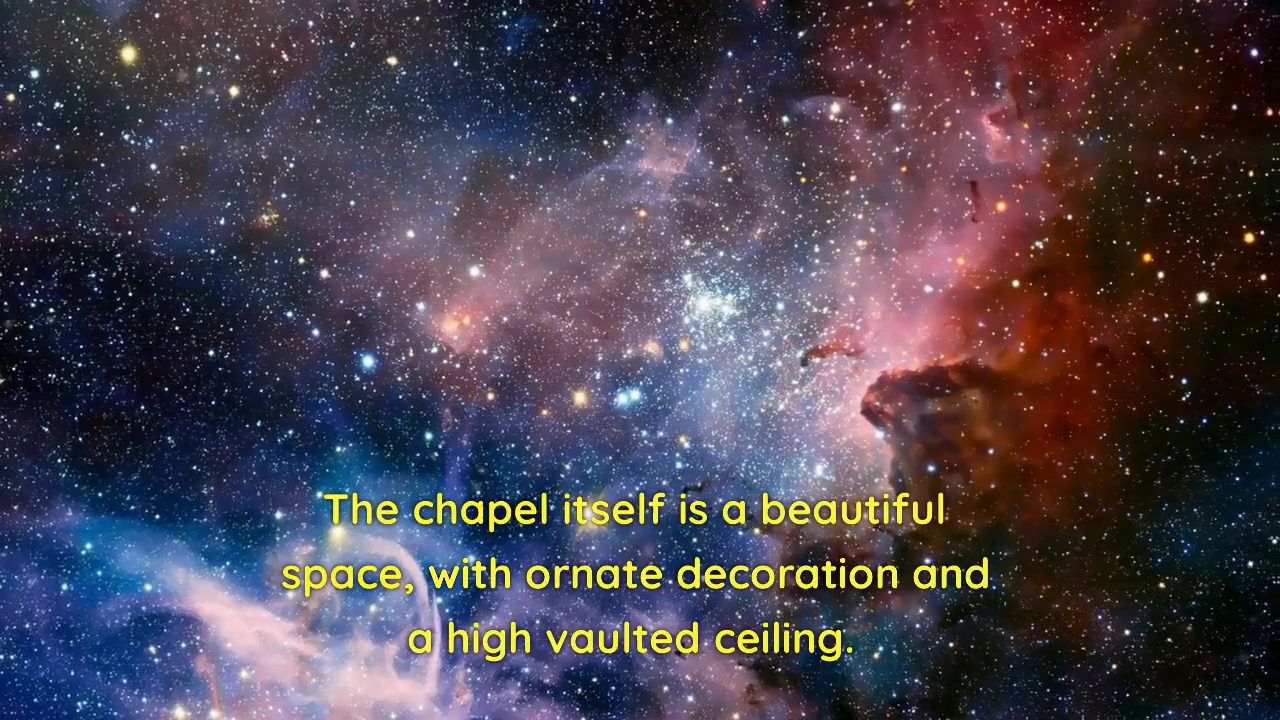 The chapel itself is a beautiful
space, with ornate decoration and
a high vaulted ceiling.